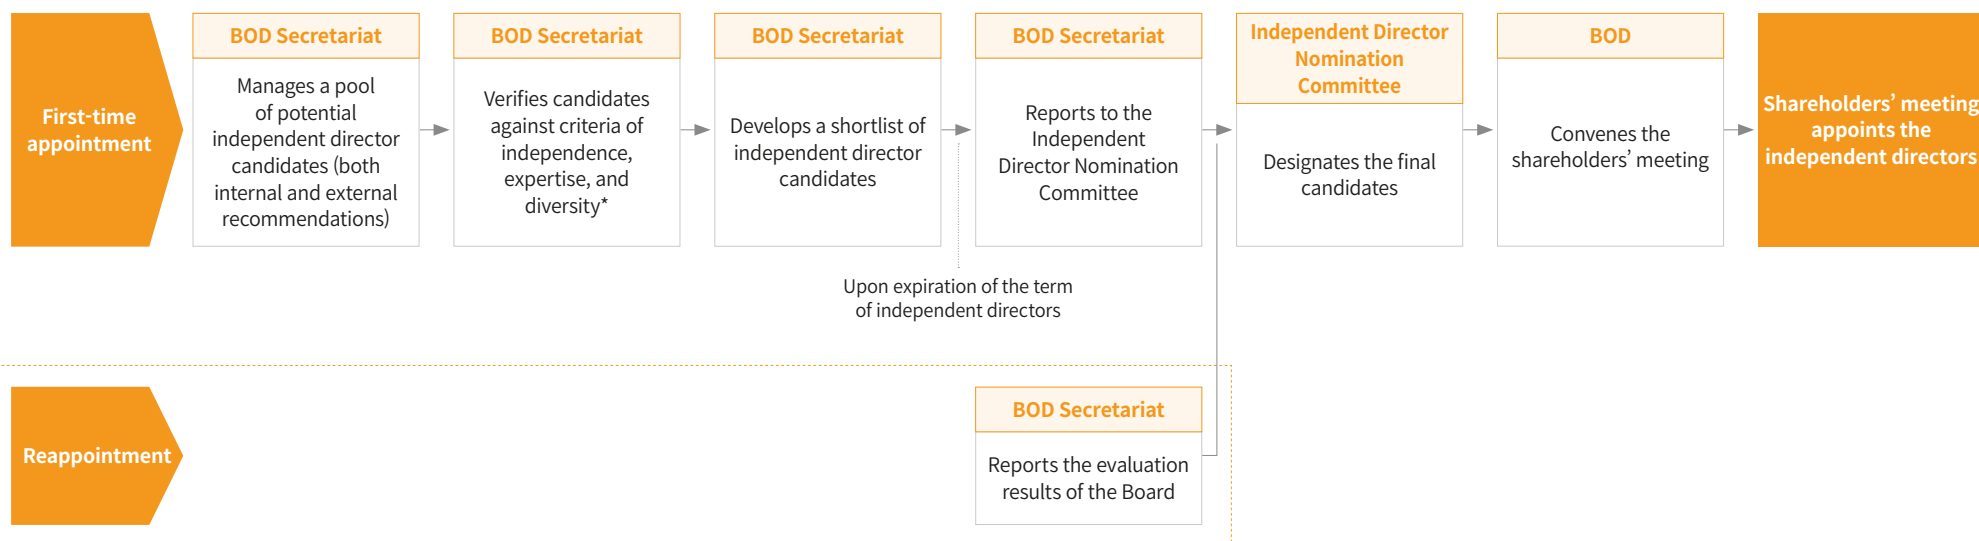 First-time
appointment
BOD Secretariat
Manages a pool
of potential
independent director
candidates (both
internal and external
recommendations)
BOD Secretariat
Verifies candidates
against criteria of
independence,
expertise, and
diversity*
BOD Secretariat
Develops a shortlist of
independent director
candidates
BOD Secretariat
Reports to the
Independent
Director Nomination
Committee
Independent Director
Nomination
Committee
Designates the final
candidates
BOD
Convenes the
shareholders’ meeting
Shareholders’ meeting
appoints the
independent directors
Upon expiration of the term
of independent directors
Reappointment
BOD Secretariat
Reports the evaluation
results of the Board